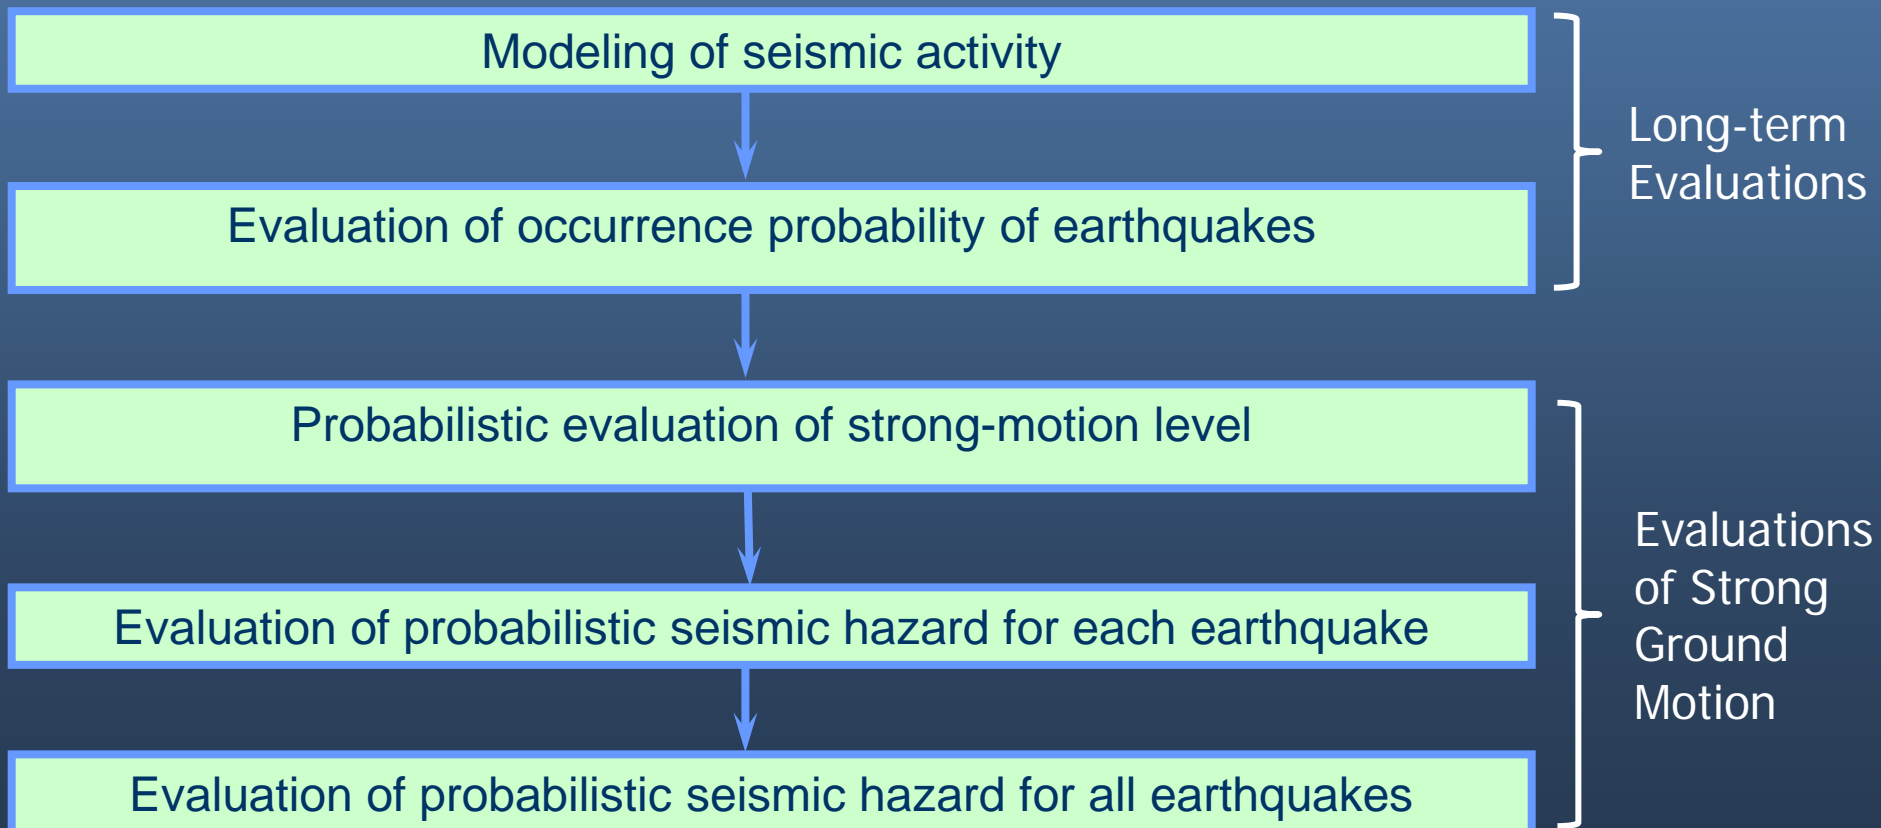 Modeling of seismic activity
Evaluation of occurrence probability of earthquakes
Long-term
Evaluations
Probabilistic evaluation of strong-motion level
Evaluation of probabilistic seismic hazard for each earthquake
Evaluation of probabilistic seismic hazard for all earthquakes
Evaluations
of Strong
Ground
Motion